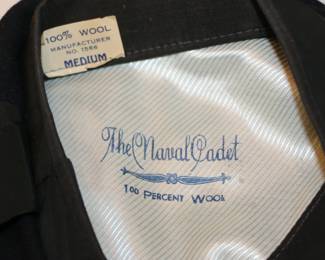 100% WOOL
MANUFACTURER
NO. 1566
MEDIUM
The Naval Cadet
100 PERCENT WOOL